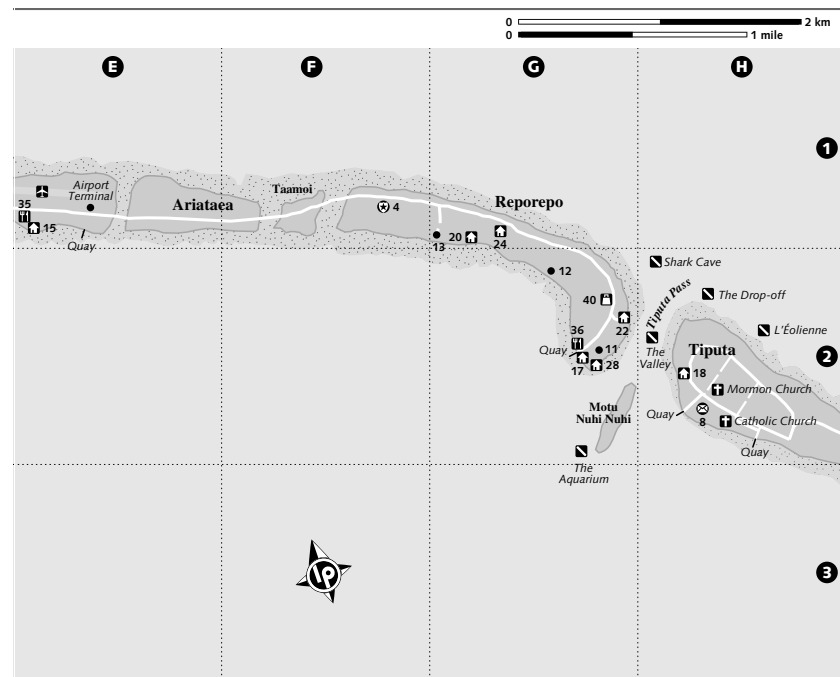 0 2 km
0 1 mile
E F G H
1
Airport
Terminal
35
15
Quay
Ariataea
Taamoi
4
Reporepo
13
20
24
12
40
22
36
Quay
11
17
28
Shark Cave
Tiputa Pass
The Drop-off
L'Éolienne
The
Valley
Tiputa
2
18
Mormon Church
Quay
8
Catholic Church
Quay
Motu
Nuhi Nuhi
The
Aquarium
lp
3